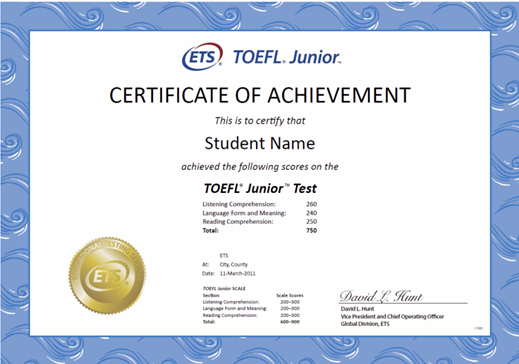 ETS® TOEFL® Junior™
CERTIFICATE OF ACHIEVEMENT
This is to certify that
Student Name
achieved the following scores on the
TOEFL® Junior™ Test
Listening Comprehension: 260
Language Form and Meaning: 240
Reading Comprehension: 250
Total: 750
ETS
At: City, County
Date: 11-March-2011
TOEFL Junior SCALE
Section Scale Scores
Listening Comprehension: 200–300
Language Form and Meaning: 200–300
Reading Comprehension: 200–300
Total: 600–900
ETS
David L. Hunt
David L. Hunt
Vice President and Chief Operating Officer
Global Division, ETS